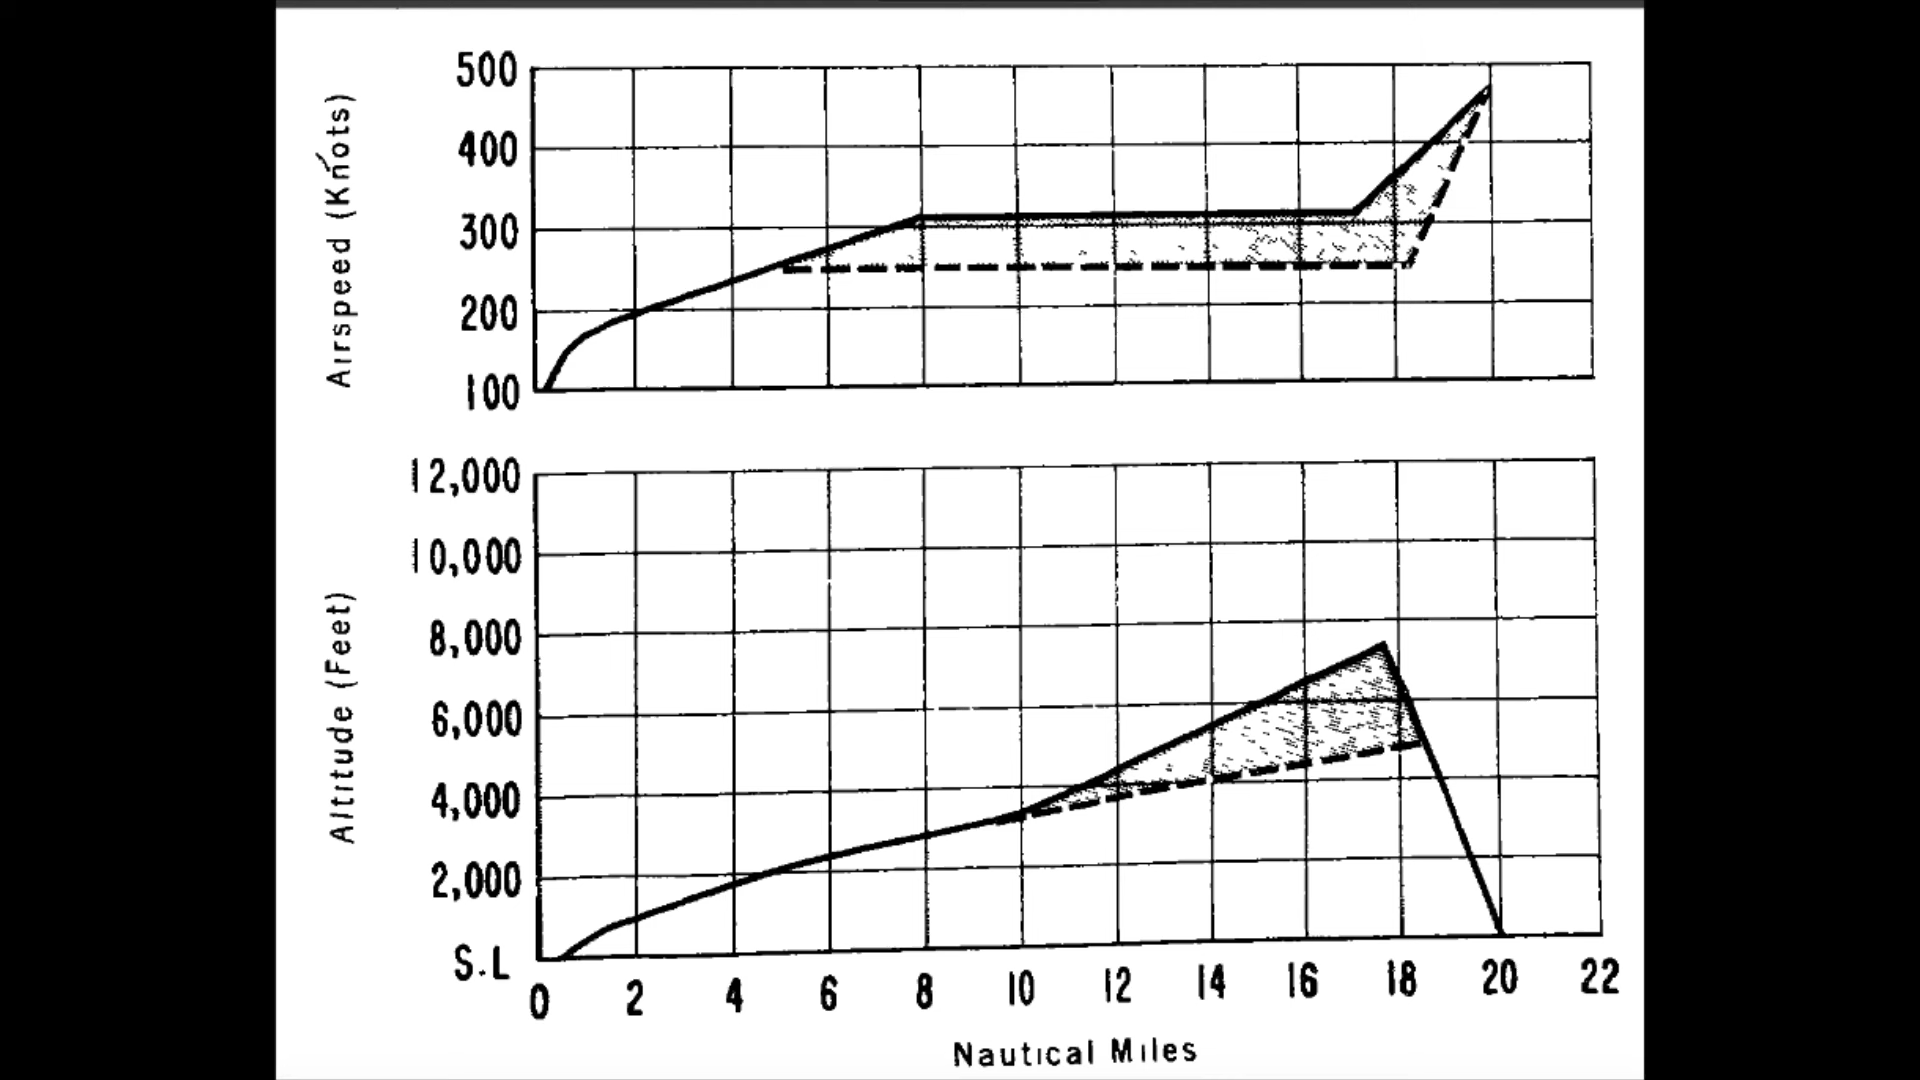 Airspeed (Knots)
500
400
300
200
100
Altitude (Feet)
12,000
10,000
8,000
6,000
4,000
2,000
S.L
0 2 4 6 8 10 12 14 16 18 20 22
Nautical Miles